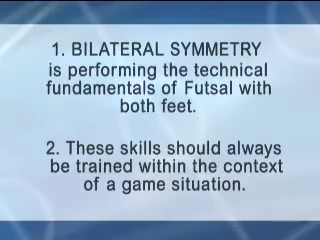 1. BILATERAL SYMMETRY
is performing the technical
fundamentals of Futsal with
both feet.
2. These skills should always
be trained within the context
of a game situation.